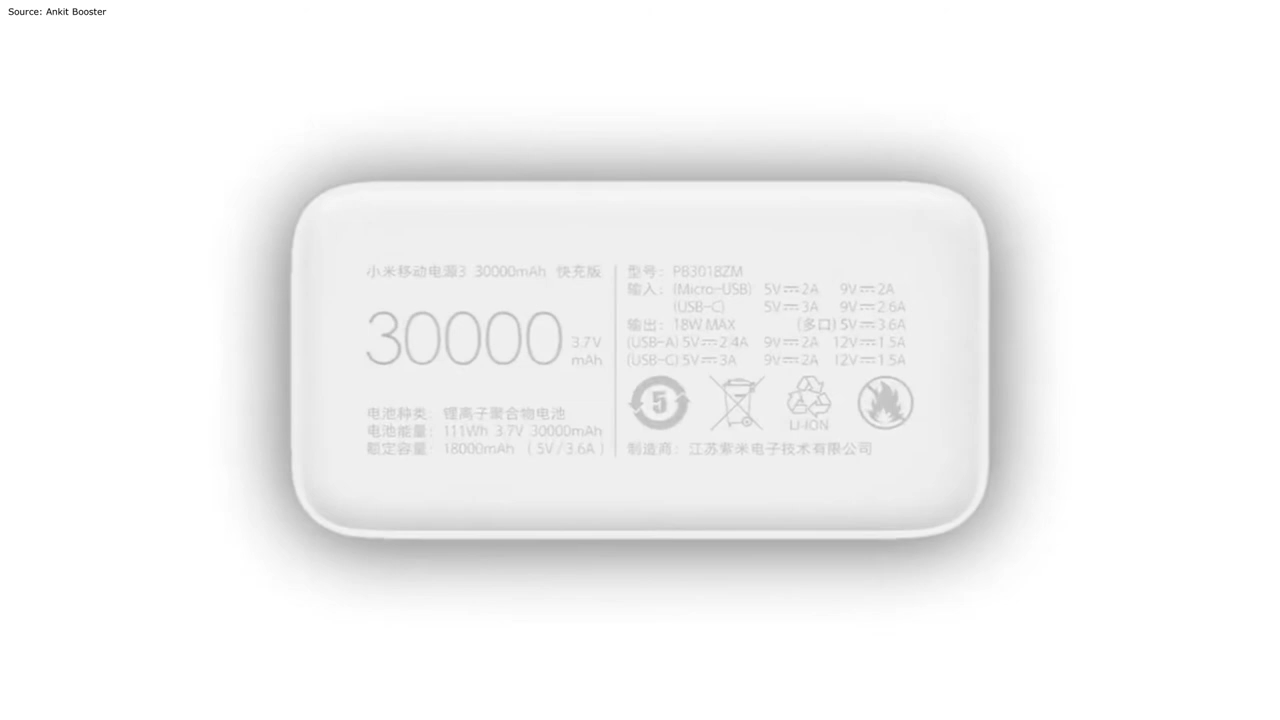 Source: Ankit Booster
小米移动电源3 30000mAh 快充版
30000 3.7V mAh
电池种类：锂离子聚合物电池
电池能量：111Wh 3.7V 30000mAh
额定容量：18000mAh （5V/3.6A）
型号：PB3018ZM
输入：(Micro-USB) 5V⎓2A 9V⎓2A
(USB-C) 5V⎓3A 9V⎓2.6A
输出：18W MAX (多口) 5V⎓3.6A
(USB-A) 5V⎓2.4A 9V⎓2A 12V⎓1.5A
(USB-C) 5V⎓3A 9V⎓2A 12V⎓1.5A
5
LI-ION
制造商：江苏紫米电子技术有限公司